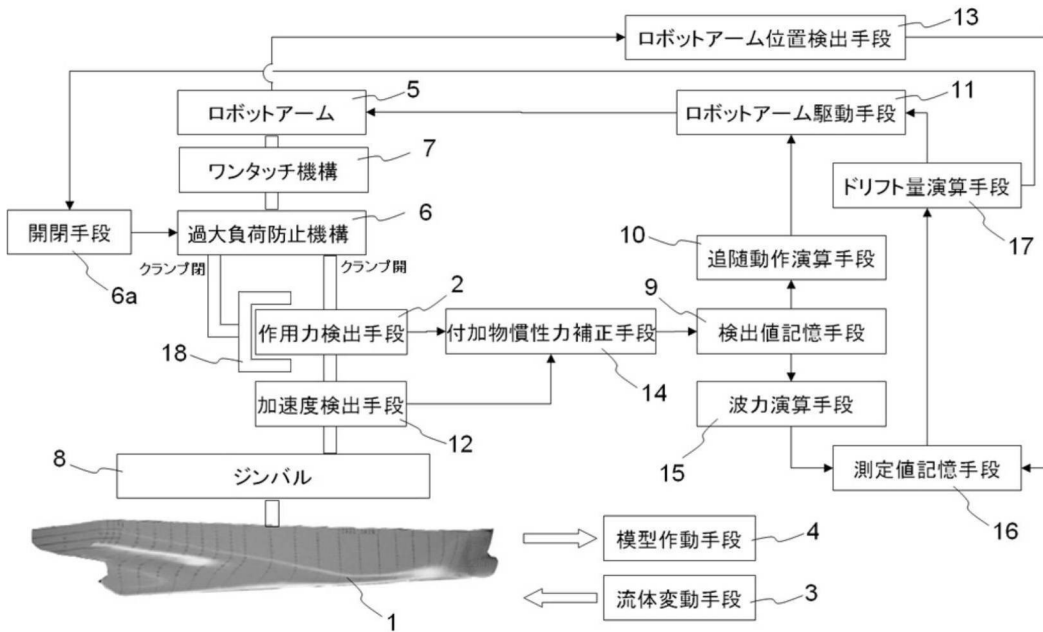 13
ロボットアーム位置検出手段
5
ロボットアーム
11
ロボットアーム駆動手段
7
ワンタッチ機構
ドリフト量演算手段
17
6
開閉手段
6a
過大負荷防止機構
クランプ閉
クランプ開
10
追随動作演算手段
2
作用力検出手段
18
付加物慣性力補正手段
14
9
検出値記憶手段
加速度検出手段
12
波力演算手段
15
8
ジンバル
測定値記憶手段
16
模型作動手段
4
流体変動手段
3
1